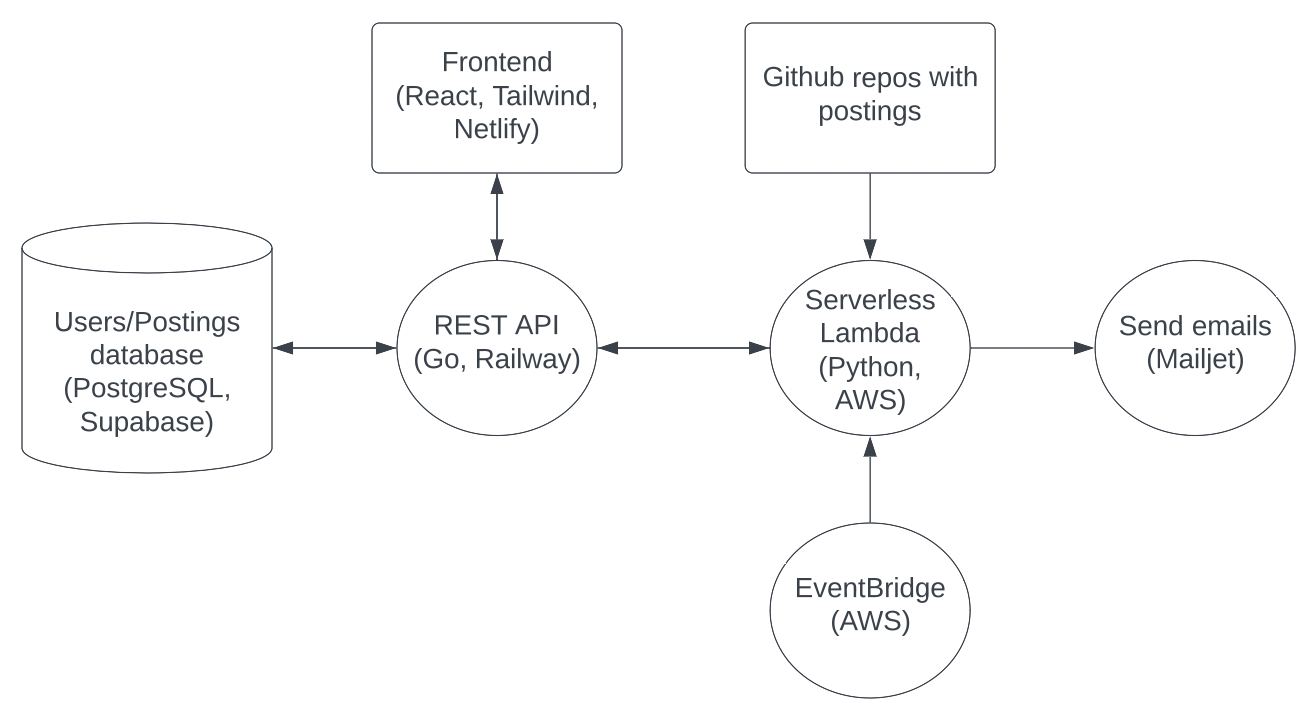 Frontend
(React, Tailwind,
Netlify)
Github repos with
postings
Users/Postings
database
(PostgreSQL,
Supabase)
REST API
(Go, Railway)
Serverless
Lambda
(Python,
AWS)
Send emails
(Mailjet)
EventBridge
(AWS)